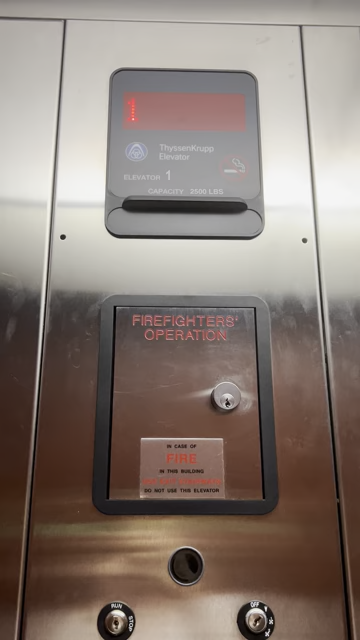 ThyssenKrupp
Elevator
ELEVATOR 1
CAPACITY 2500 LBS
FIREFIGHTERS'
OPERATION
IN CASE OF
FIRE
IN THIS BUILDING
DO NOT USE THIS ELEVATOR
RUN
STOP
OFF